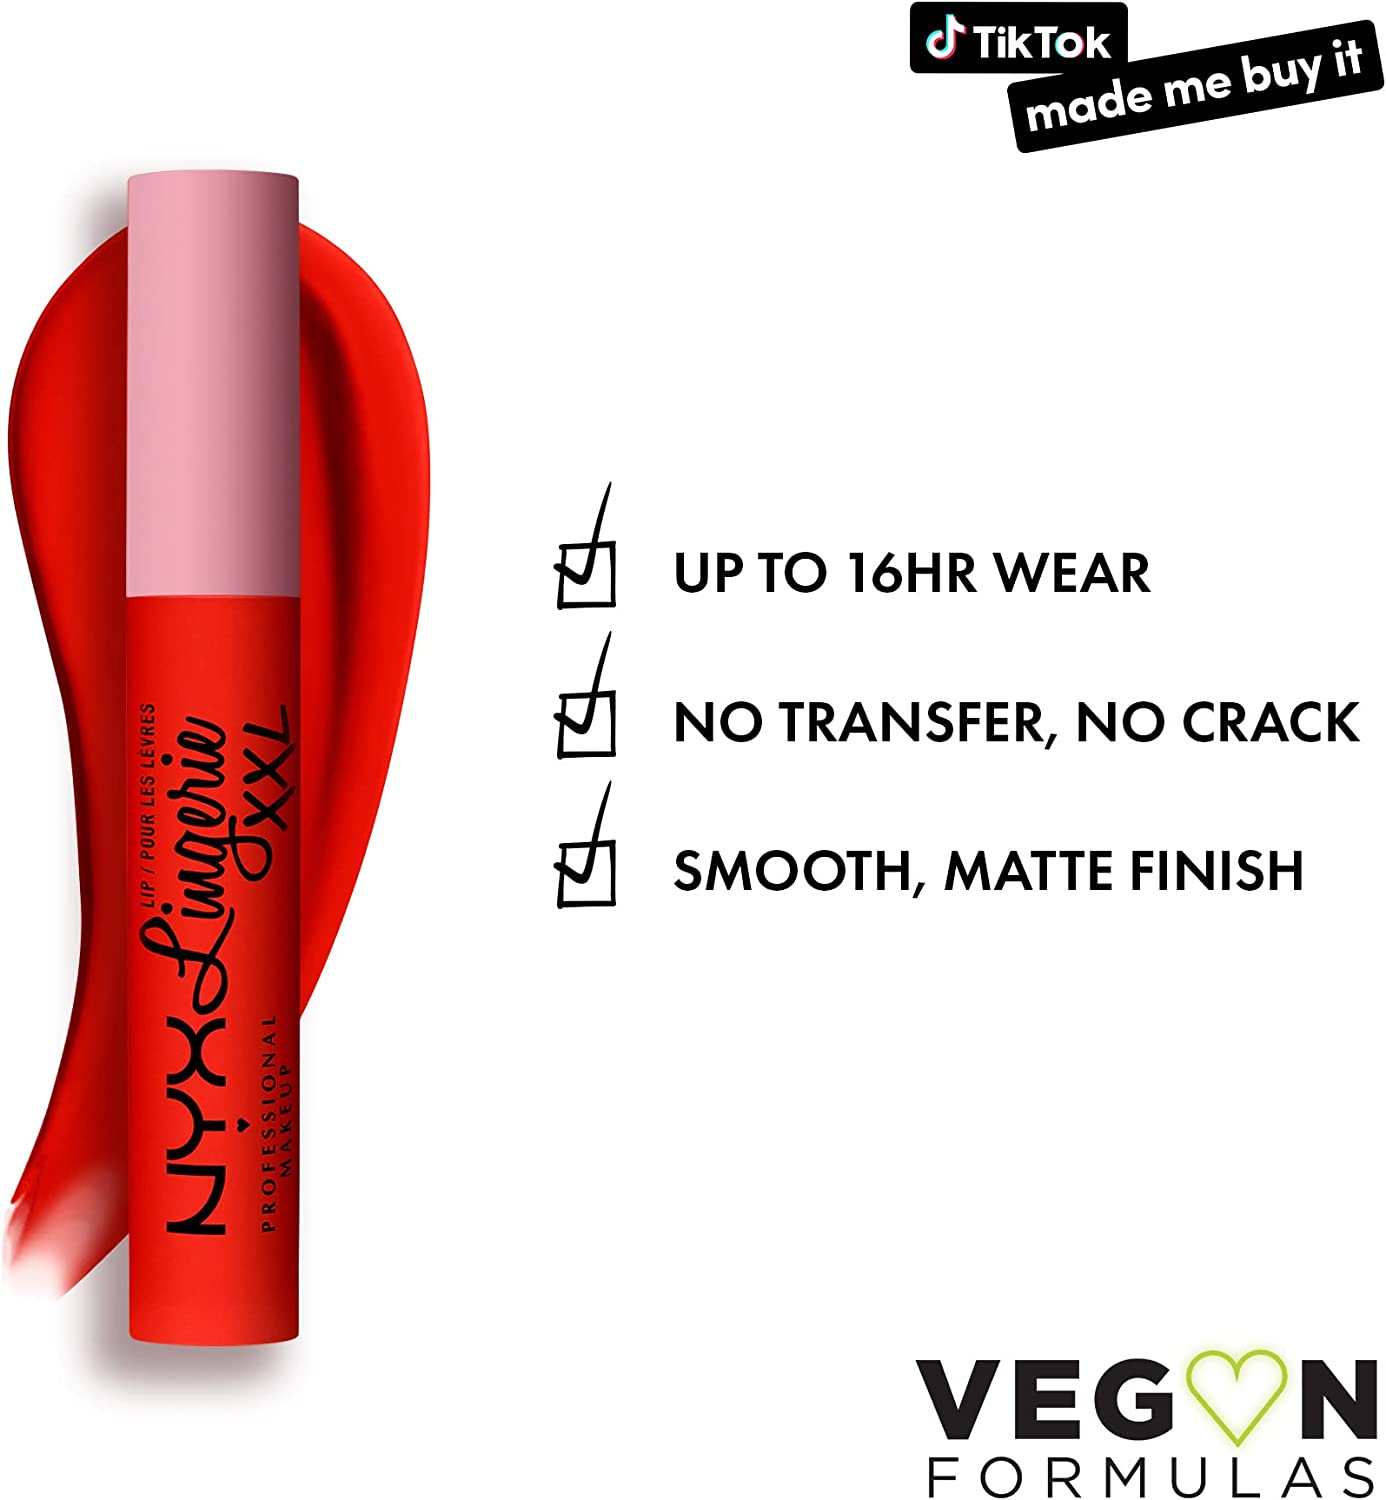 TikTok
made me buy it
UP TO 16HR WEAR
NO TRANSFER, NO CRACK
SMOOTH, MATTE FINISH
LIP / POUR LES LÈVRES
Lingerie
XXL
NYX
PROFESSIONAL
MAKEUP
VEGAN
FORMULAS